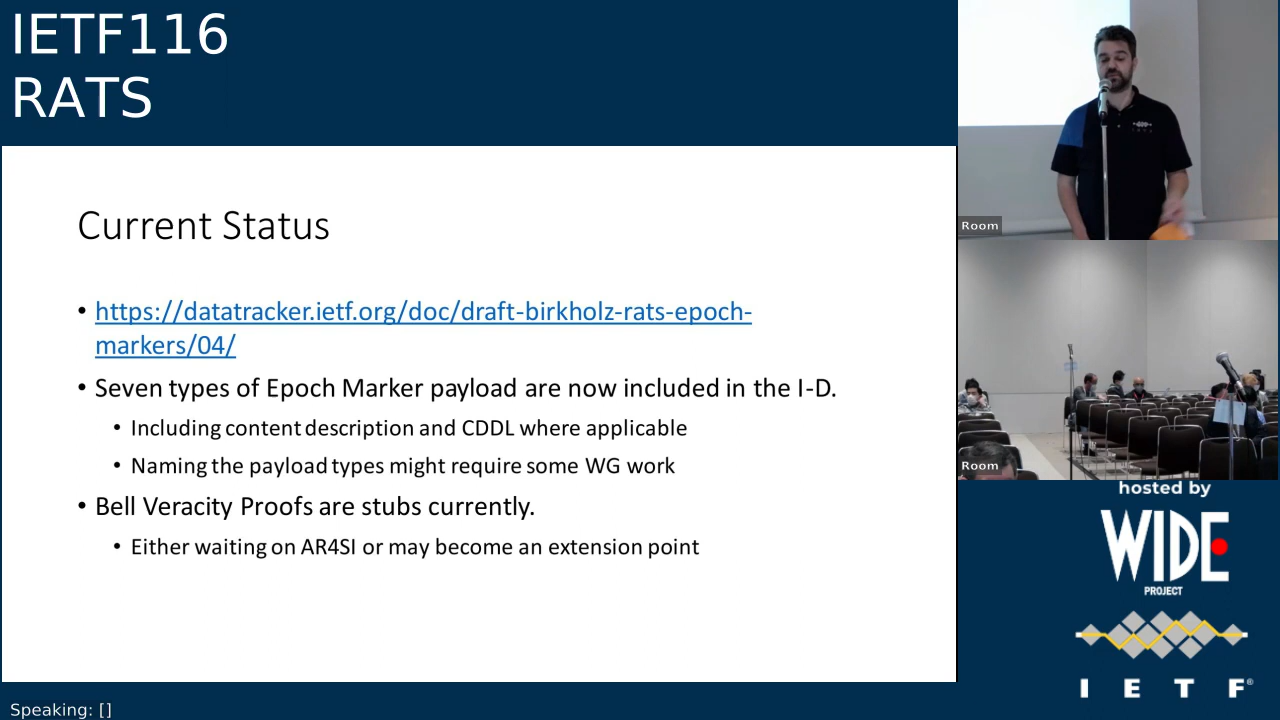 IETF116
RATS
Current Status
• https://datatracker.ietf.org/doc/draft-birkholz-rats-epoch-
markers/04/
• Seven types of Epoch Marker payload are now included in the I-D.
• Including content description and CDDL where applicable
• Naming the payload types might require some WG work
• Bell Veracity Proofs are stubs currently.
• Either waiting on AR4SI or may become an extension point
Room
Room
hosted by
WIDE
PROJECT
I E T F®
Speaking: []